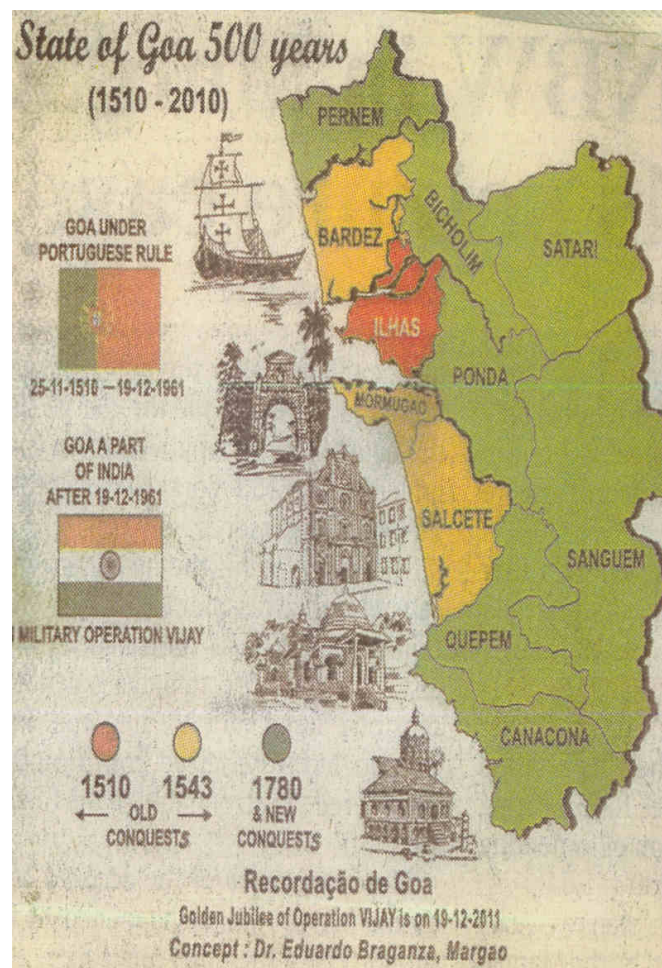 State of Goa 500 years
(1510 - 2010)
PERNEM
BICHOLIM
BARDEZ
SATARI
GOA UNDER
PORTUGUESE RULE
ILHAS
PONDA
25-11-1510 — 19-12-1961
MORMUGAO
GOA A PART
OF INDIA
AFTER 19-12-1961
SALCETE
SANGUEM
MILITARY OPERATION VIJAY
QUEPEM
CANACONA
1510 1543 1780
OLD & NEW
CONQUESTS CONQUESTS
Recordação de Goa
Golden Jubilee of Operation VIJAY is on 19-12-2011
Concept : Dr. Eduardo Braganza, Margao